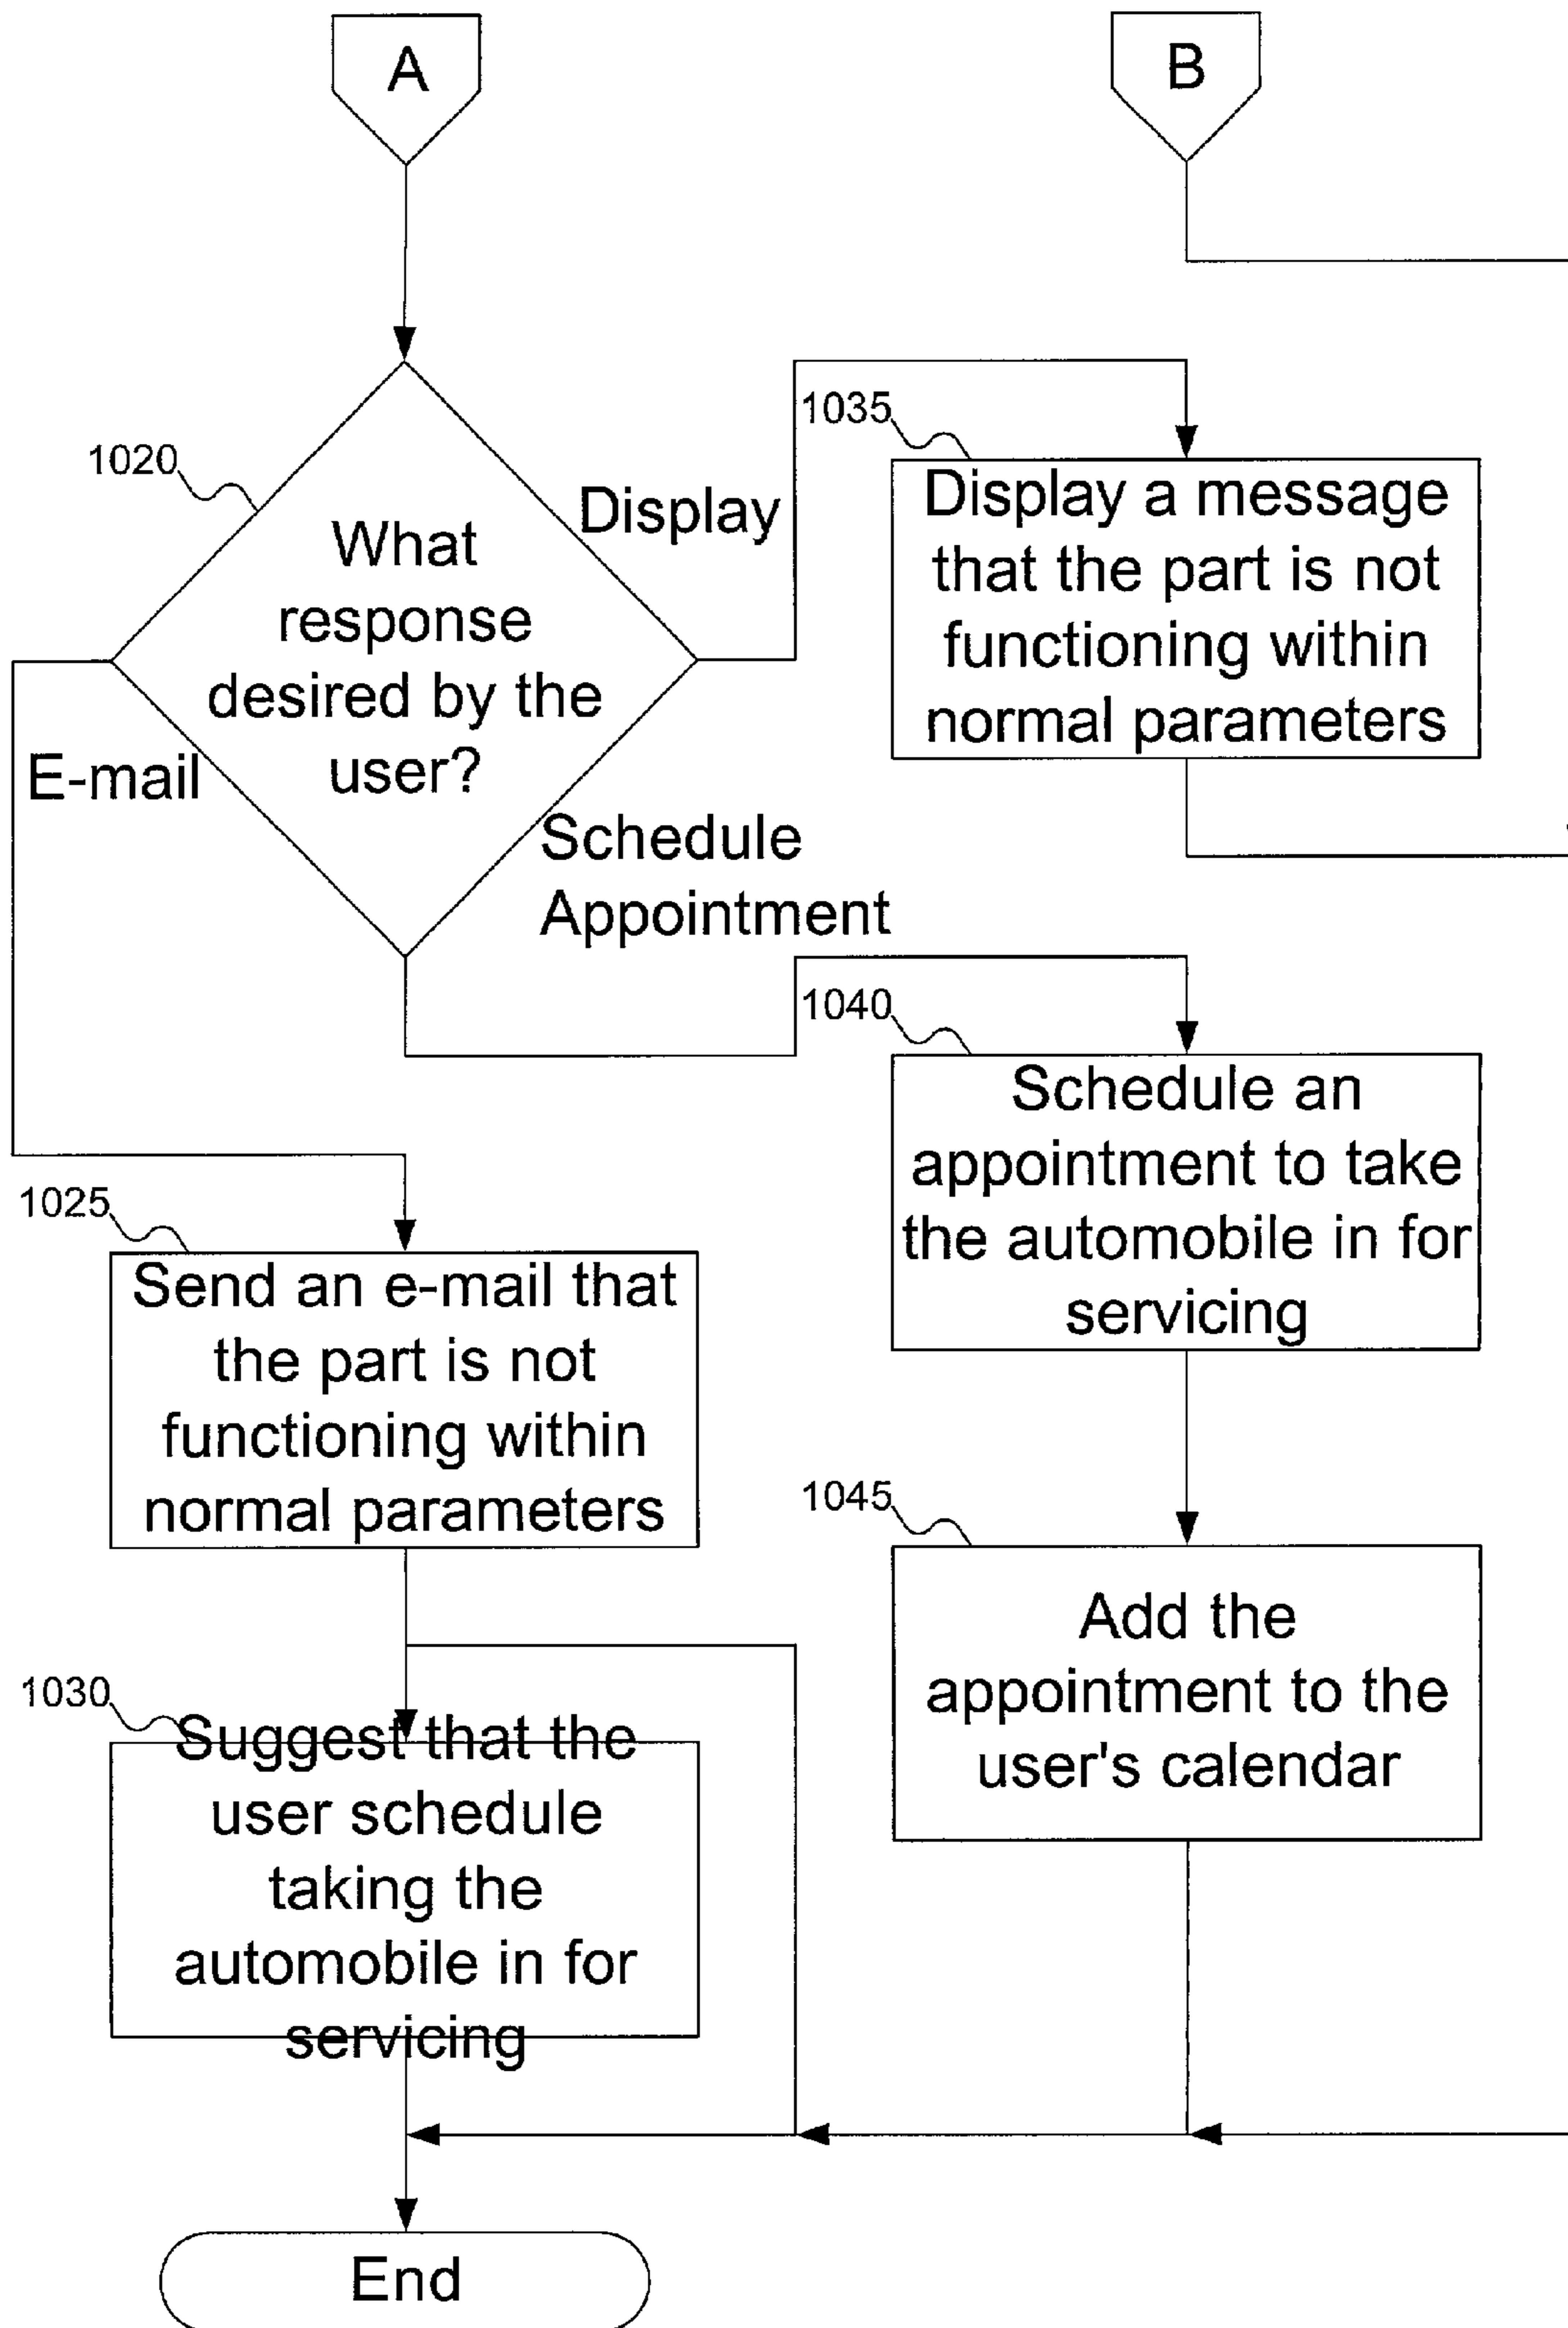 A
B
1020
What
response
desired by the
user?
Display
E-mail
Schedule
Appointment
1035
Display a message
that the part is not
functioning within
normal parameters
1040
Schedule an
appointment to take
the automobile in for
servicing
1025
Send an e-mail that
the part is not
functioning within
normal parameters
1045
Add the
appointment to the
user's calendar
1030
Suggest that the
user schedule
taking the
automobile in for
servicing
End